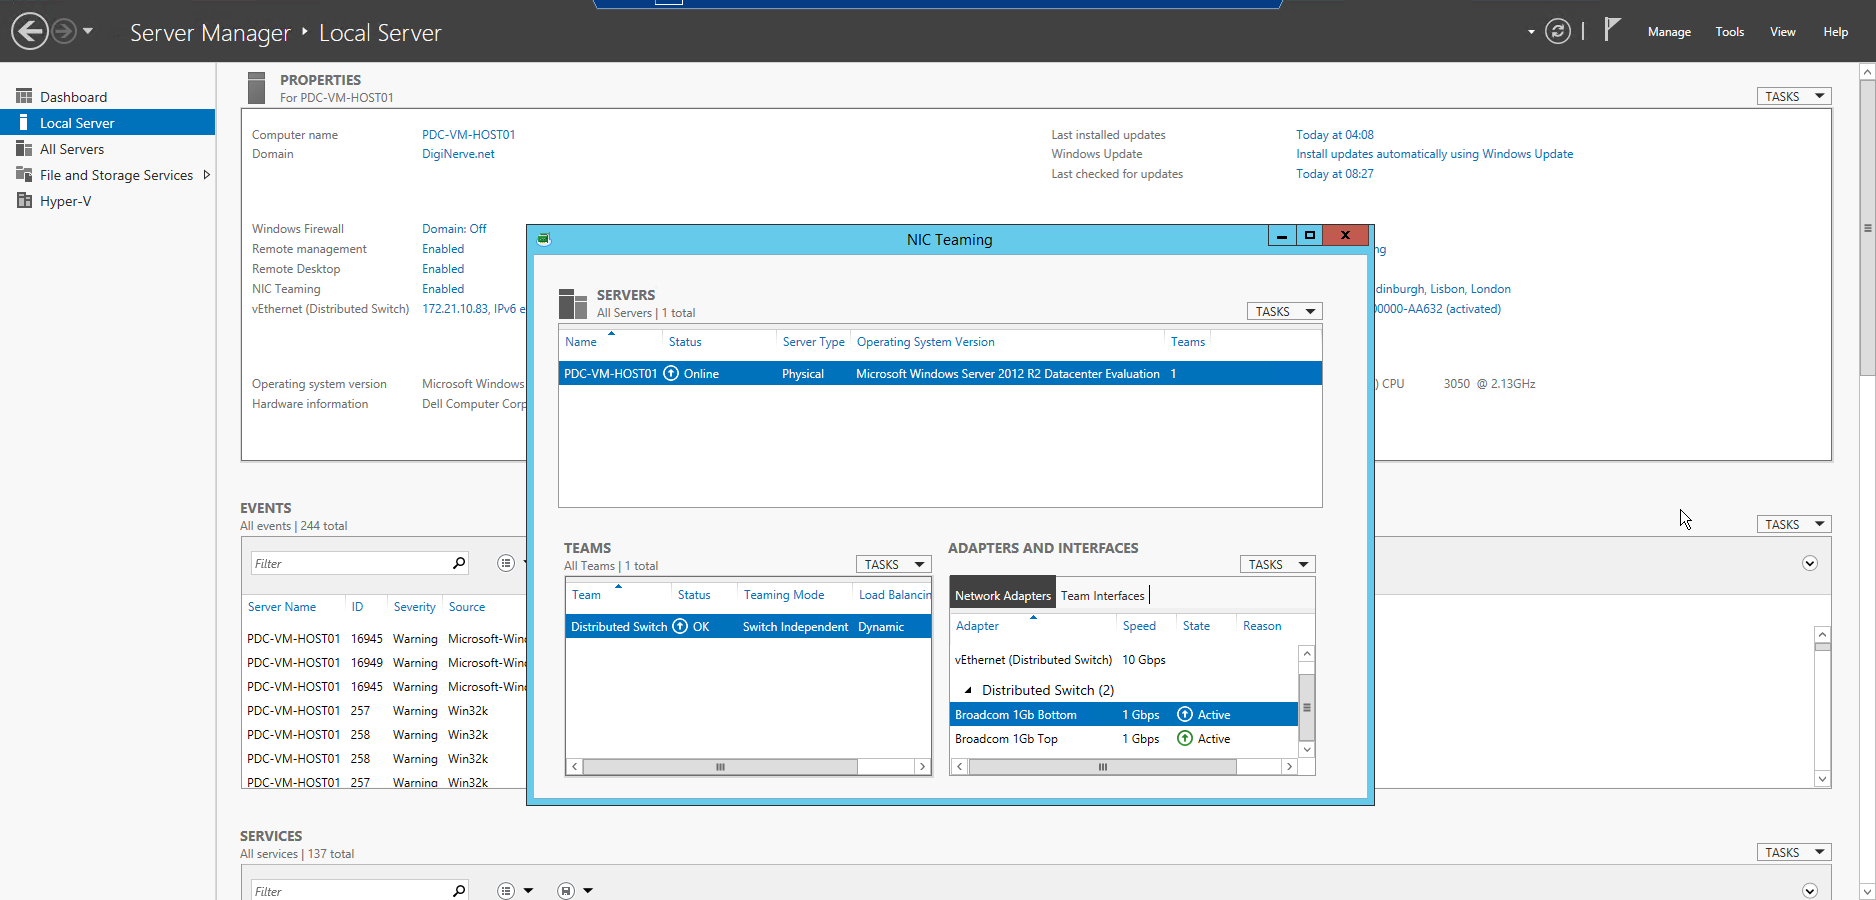 Server Manager ‣ Local Server
Manage Tools View Help
Dashboard
Local Server
All Servers
File and Storage Services
Hyper-V
PROPERTIES
For PDC-VM-HOST01
TASKS
Computer name PDC-VM-HOST01
Domain DigiNerve.net
Last installed updates Today at 04:08
Windows Update Install updates automatically using Windows Update
Last checked for updates Today at 08:27
Windows Firewall Domain: Off
Remote management Enabled
Remote Desktop Enabled
NIC Teaming Enabled
vEthernet (Distributed Switch) 172.21.10.83, IPv6 e
ng
dinburgh, Lisbon, London
0000-AA632 (activated)
Operating system version Microsoft Windows
Hardware information Dell Computer Corp
) CPU 3050 @ 2.13GHz
NIC Teaming
SERVERS
All Servers | 1 total
TASKS
Name Status Server Type Operating System Version Teams
PDC-VM-HOST01 Online Physical Microsoft Windows Server 2012 R2 Datacenter Evaluation 1
TEAMS
All Teams | 1 total
TASKS
Team Status Teaming Mode Load Balancin
Distributed Switch OK Switch Independent Dynamic
ADAPTERS AND INTERFACES
TASKS
Network Adapters Team Interfaces
Adapter Speed State Reason
vEthernet (Distributed Switch) 10 Gbps
Distributed Switch (2)
Broadcom 1Gb Bottom 1 Gbps Active
Broadcom 1Gb Top 1 Gbps Active
EVENTS
All events | 244 total
TASKS
Filter
Server Name ID Severity Source
PDC-VM-HOST01 16945 Warning Microsoft-Win
PDC-VM-HOST01 16949 Warning Microsoft-Win
PDC-VM-HOST01 16945 Warning Microsoft-Win
PDC-VM-HOST01 257 Warning Win32k
PDC-VM-HOST01 258 Warning Win32k
PDC-VM-HOST01 258 Warning Win32k
PDC-VM-HOST01 257 Warning Win32k
SERVICES
All services | 137 total
TASKS
Filter